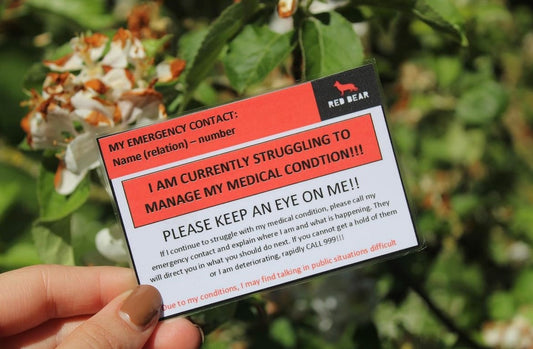 MY EMERGENCY CONTACT:
Name (relation) – number
RED BEAR
I AM CURRENTLY STRUGGLING TO
MANAGE MY MEDICAL CONDTION!!!
PLEASE KEEP AN EYE ON ME!!
If I continue to struggle with my medical condition, please call my
emergency contact and explain where I am and what is happening. They
will direct you in what you should do next. If you cannot get a hold of them
or I am deteriorating, rapidly CALL 999!!!
Due to my conditions, I may find talking in public situations difficult